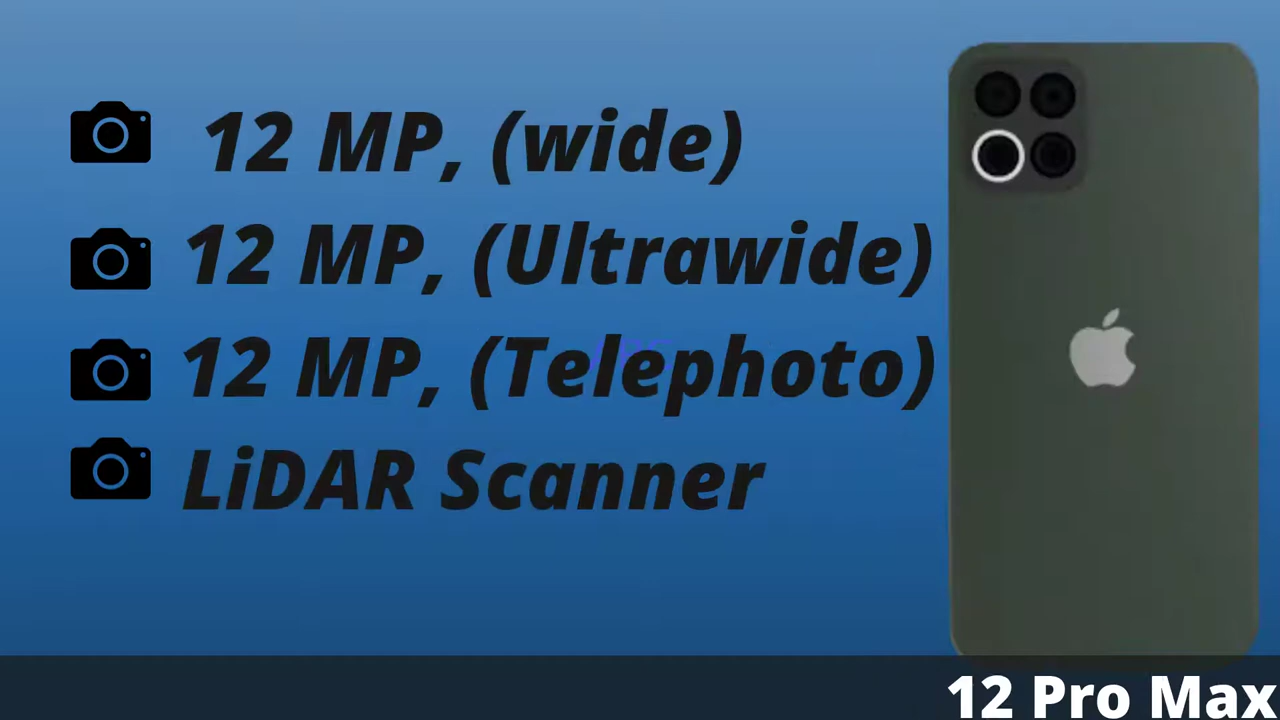 12 MP, (wide)
12 MP, (Ultrawide)
12 MP, (Telephoto)
LiDAR Scanner
12 Pro Max